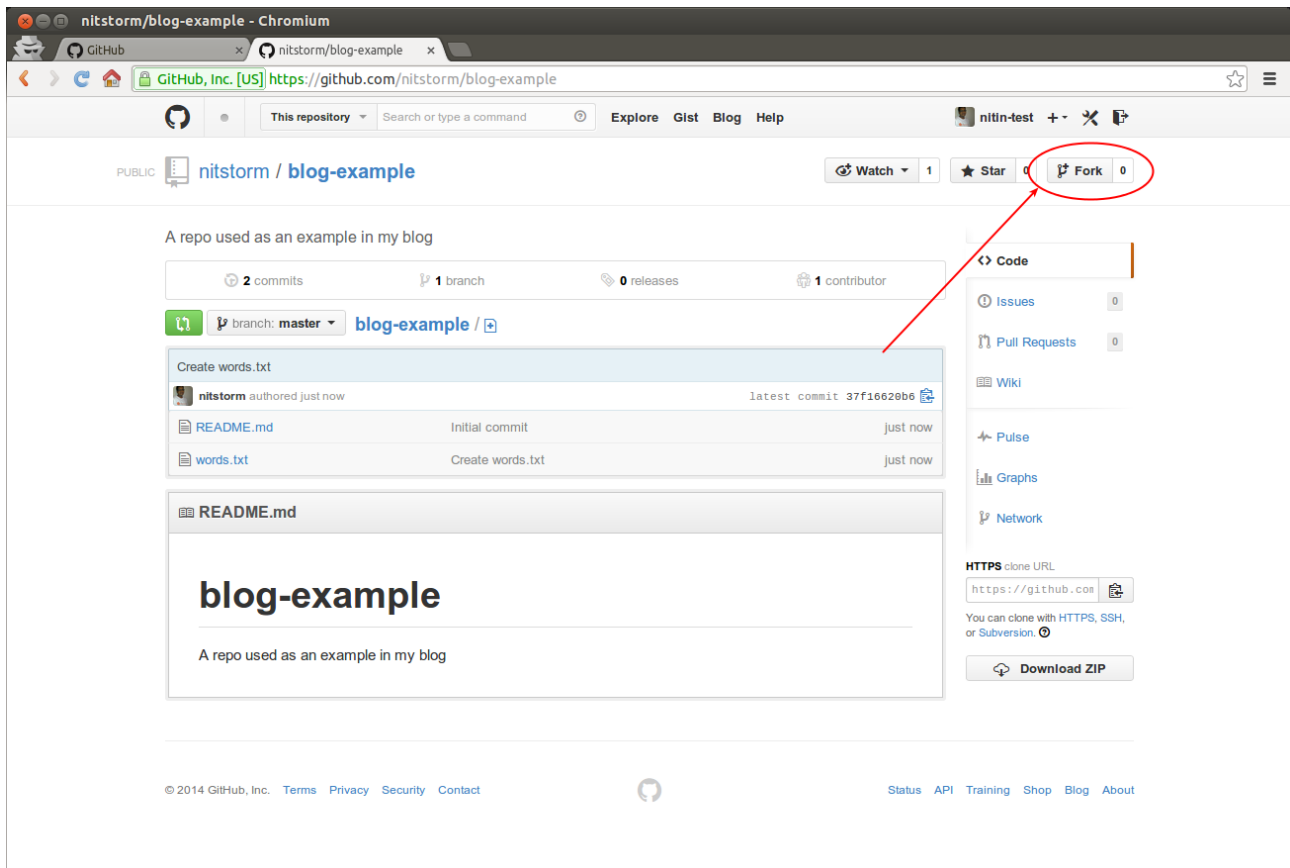 nitstorm/blog-example - Chromium
GitHub × nitstorm/blog-example ×
GitHub, Inc. [US] https://github.com/nitstorm/blog-example
This repository Search or type a command Explore Gist Blog Help nitin-test
PUBLIC nitstorm / blog-example Watch 1 Star 0 Fork 0
A repo used as an example in my blog
2 commits 1 branch 0 releases 1 contributor
branch: master blog-example /
Create words.txt
nitstorm authored just now latest commit 37f16620b6
README.md Initial commit just now
words.txt Create words.txt just now
README.md
blog-example
A repo used as an example in my blog
Code
Issues 0
Pull Requests 0
Wiki
Pulse
Graphs
Network
HTTPS clone URL
https://github.com
You can clone with HTTPS, SSH,
or Subversion.
Download ZIP
© 2014 GitHub, Inc. Terms Privacy Security Contact Status API Training Shop Blog About